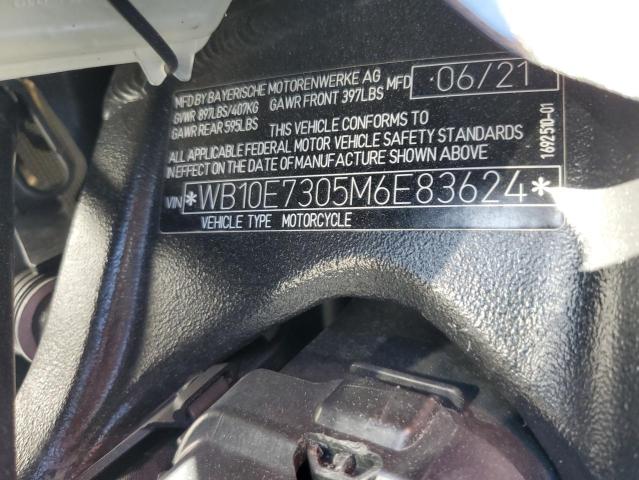 MFD BY BAYERISCHE MOTORENWERKE AG MFD 06/21
GVWR 897LBS/407KG GAWR FRONT 397LBS
GAWR REAR 595LBS THIS VEHICLE CONFORMS TO
ALL APPLICABLE FEDERAL MOTOR VEHICLE SAFETY STANDARDS
IN EFFECT ON THE DATE OF MANUFACTURE SHOWN ABOVE
VIN *WB10E7305M6E83624*
VEHICLE TYPE MOTORCYCLE
1692510-01